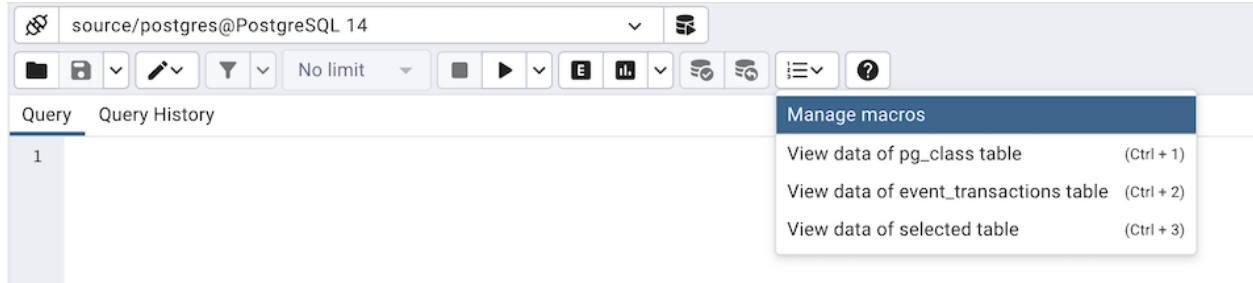 source/postgres@PostgreSQL 14
No limit
E
Query Query History
Manage macros
1
View data of pg_class table (Ctrl + 1)
View data of event_transactions table (Ctrl + 2)
View data of selected table (Ctrl + 3)